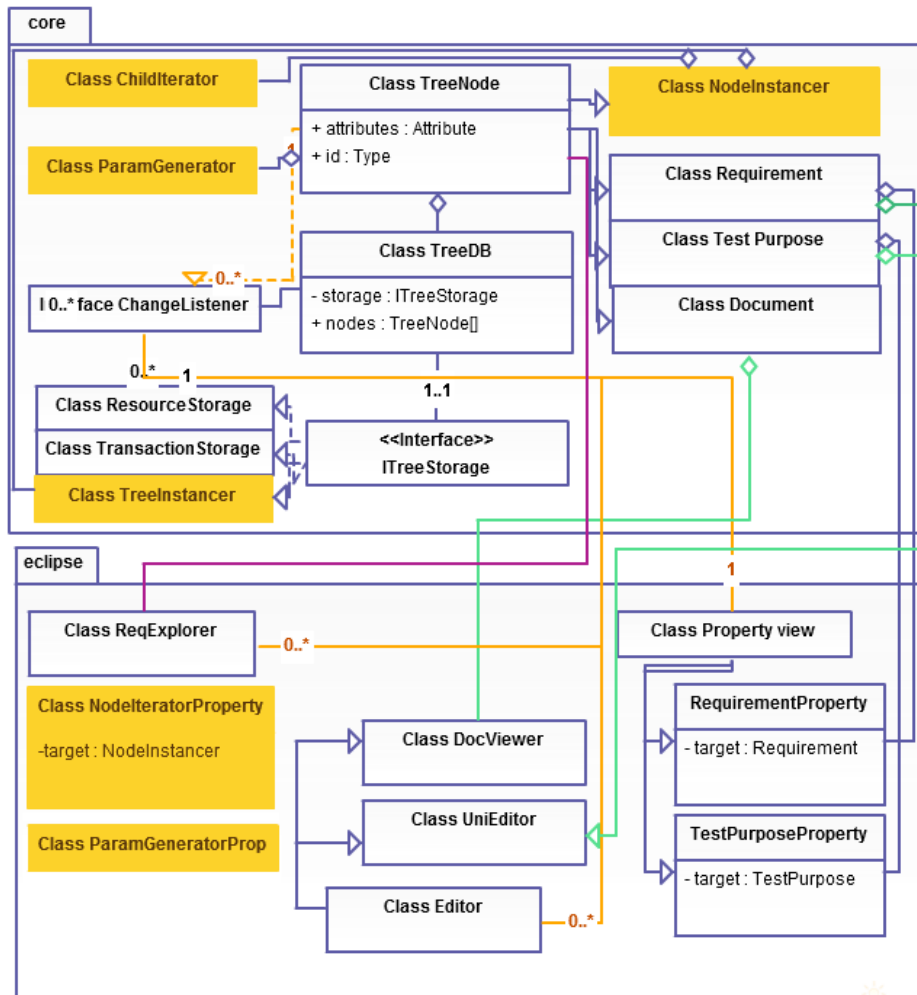 core
Class ChildIterator
Class TreeNode
+ attributes : Attribute
+ id : Type
Class NodeInstancer
1
Class ParamGenerator
Class Requirement
Class Test Purpose
Class Document
Class TreeDB
- storage : ITreeStorage
+ nodes : TreeNode[]
0..*
I 0..* face ChangeListener
0..*
1
1..1
Class ResourceStorage
Class TransactionStorage
Class TreeInstancer
<<Interface>>
ITreeStorage
eclipse
1
Class ReqExplorer
0..*
Class Property view
Class NodeIteratorProperty
-target : NodeInstancer
RequirementProperty
- target : Requirement
Class DocViewer
Class UniEditor
Class ParamGeneratorProp
TestPurposeProperty
- target : TestPurpose
Class Editor
0..*